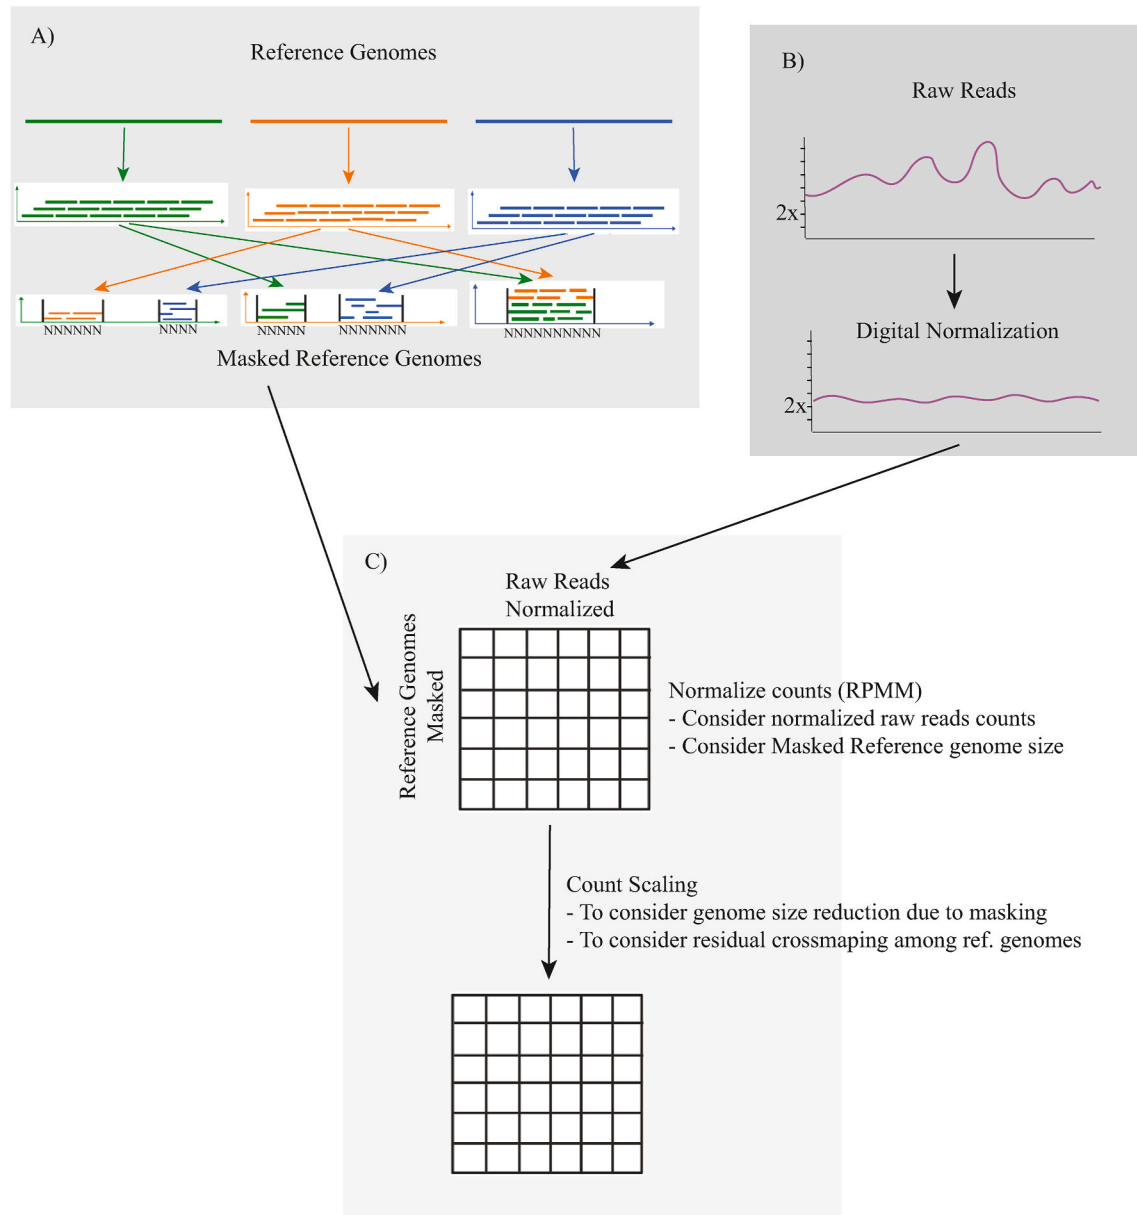 A)
Reference Genomes
NNNNNN
NNNN
NNNNN
NNNNNNN
NNNNNNNNNN
Masked Reference Genomes
B)
Raw Reads
2x
Digital Normalization
2x
C)
Raw Reads
Normalized
Reference Genomes
Masked
Normalize counts (RPMM)
- Consider normalized raw reads counts
- Consider Masked Reference genome size
Count Scaling
- To consider genome size reduction due to masking
- To consider residual crossmaping among ref. genomes